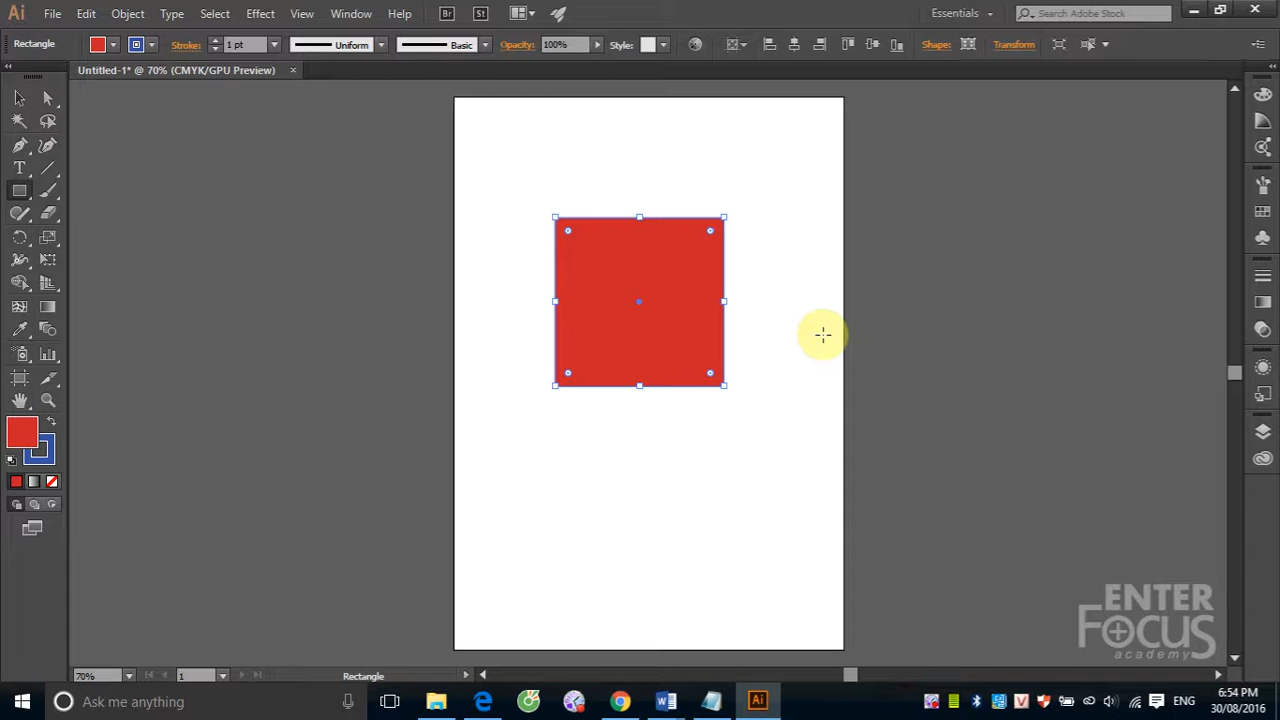 Ai File Edit Object Type Select Effect View Window Help Br St Essentials Search Adobe Stock
Rectangle Stroke: 1 pt Uniform Basic Opacity: 100% Style: Shape: Transform
Untitled-1* @ 70% (CMYK/GPU Preview) ×
T
ENTER
FOCUS
academy
70% 1 Rectangle
Ask me anything W Ai V ENG 6:54 PM
30/08/2016